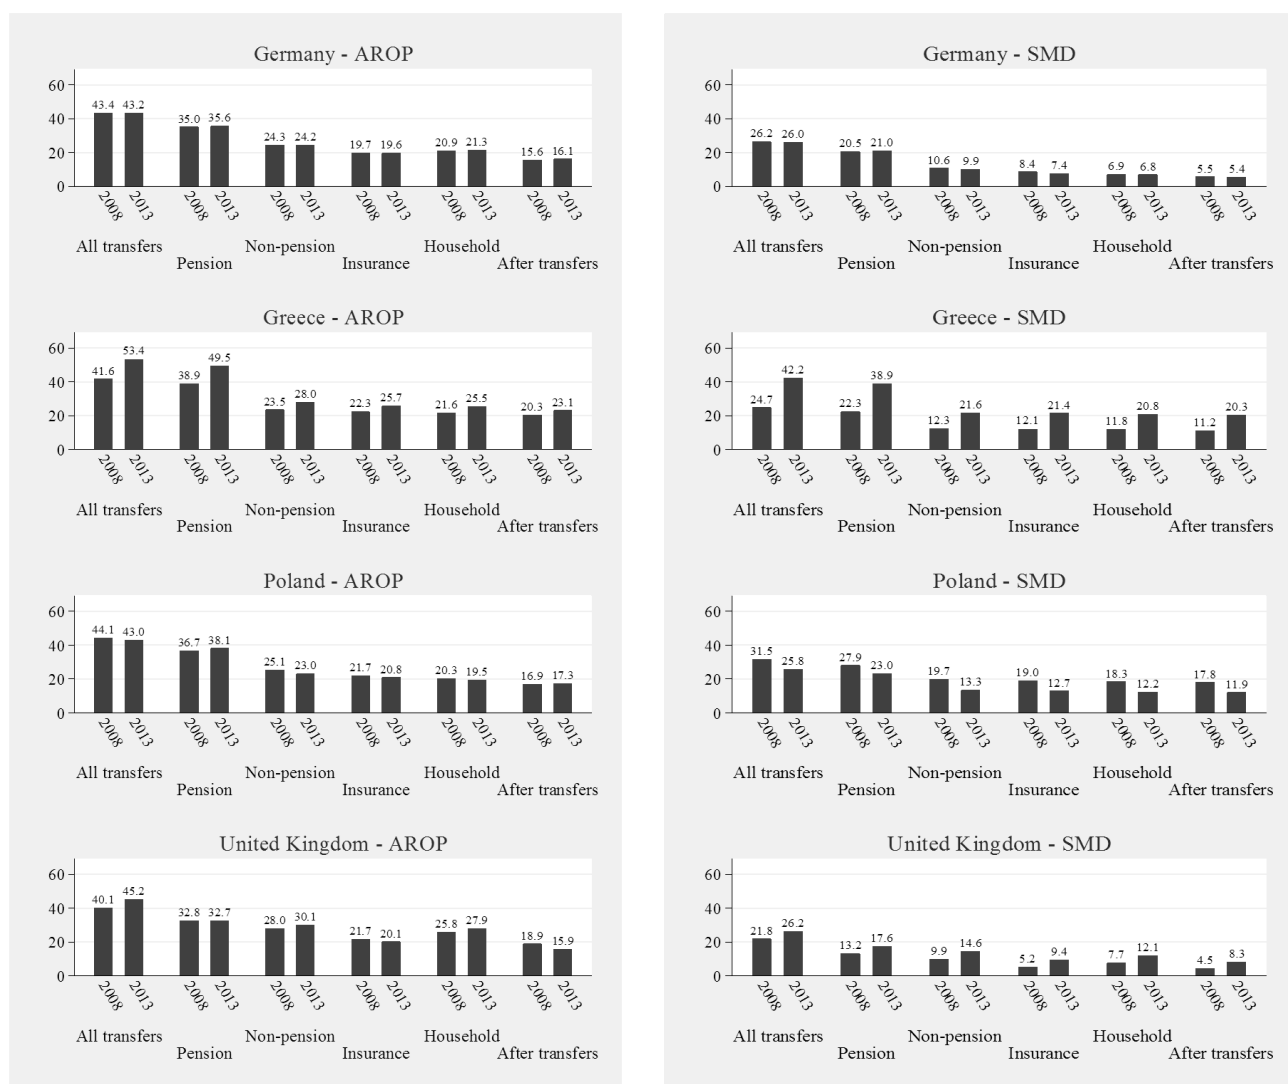 Germany - AROP
60
40
20
0
43.4 43.2 35.0 35.6 24.3 24.2 19.7 19.6 20.9 21.3 15.6 16.1
2008 2013 2008 2013 2008 2013 2008 2013 2008 2013 2008 2013
All transfers Non-pension Household
Pension Insurance After transfers
Germany - SMD
60
40
20
0
26.2 26.0 20.5 21.0 10.6 9.9 8.4 7.4 6.9 6.8 5.5 5.4
2008 2013 2008 2013 2008 2013 2008 2013 2008 2013 2008 2013
All transfers Non-pension Household
Pension Insurance After transfers
Greece - AROP
60
40
20
0
41.6 53.4 38.9 49.5 23.5 28.0 22.3 25.7 21.6 25.5 20.3 23.1
2008 2013 2008 2013 2008 2013 2008 2013 2008 2013 2008 2013
All transfers Non-pension Household
Pension Insurance After transfers
Greece - SMD
60
40
20
0
24.7 42.2 22.3 38.9 12.3 21.6 12.1 21.4 11.8 20.8 11.2 20.3
2008 2013 2008 2013 2008 2013 2008 2013 2008 2013 2008 2013
All transfers Non-pension Household
Pension Insurance After transfers
Poland - AROP
60
40
20
0
44.1 43.0 36.7 38.1 25.1 23.0 21.7 20.8 20.3 19.5 16.9 17.3
2008 2013 2008 2013 2008 2013 2008 2013 2008 2013 2008 2013
All transfers Non-pension Household
Pension Insurance After transfers
Poland - SMD
60
40
20
0
31.5 25.8 27.9 23.0 19.7 13.3 19.0 12.7 18.3 12.2 17.8 11.9
2008 2013 2008 2013 2008 2013 2008 2013 2008 2013 2008 2013
All transfers Non-pension Household
Pension Insurance After transfers
United Kingdom - AROP
60
40
20
0
40.1 45.2 32.8 32.7 28.0 30.1 21.7 20.1 25.8 27.9 18.9 15.9
2008 2013 2008 2013 2008 2013 2008 2013 2008 2013 2008 2013
All transfers Non-pension Household
Pension Insurance After transfers
United Kingdom - SMD
60
40
20
0
21.8 26.2 13.2 17.6 9.9 14.6 5.2 9.4 7.7 12.1 4.5 8.3
2008 2013 2008 2013 2008 2013 2008 2013 2008 2013 2008 2013
All transfers Non-pension Household
Pension Insurance After transfers